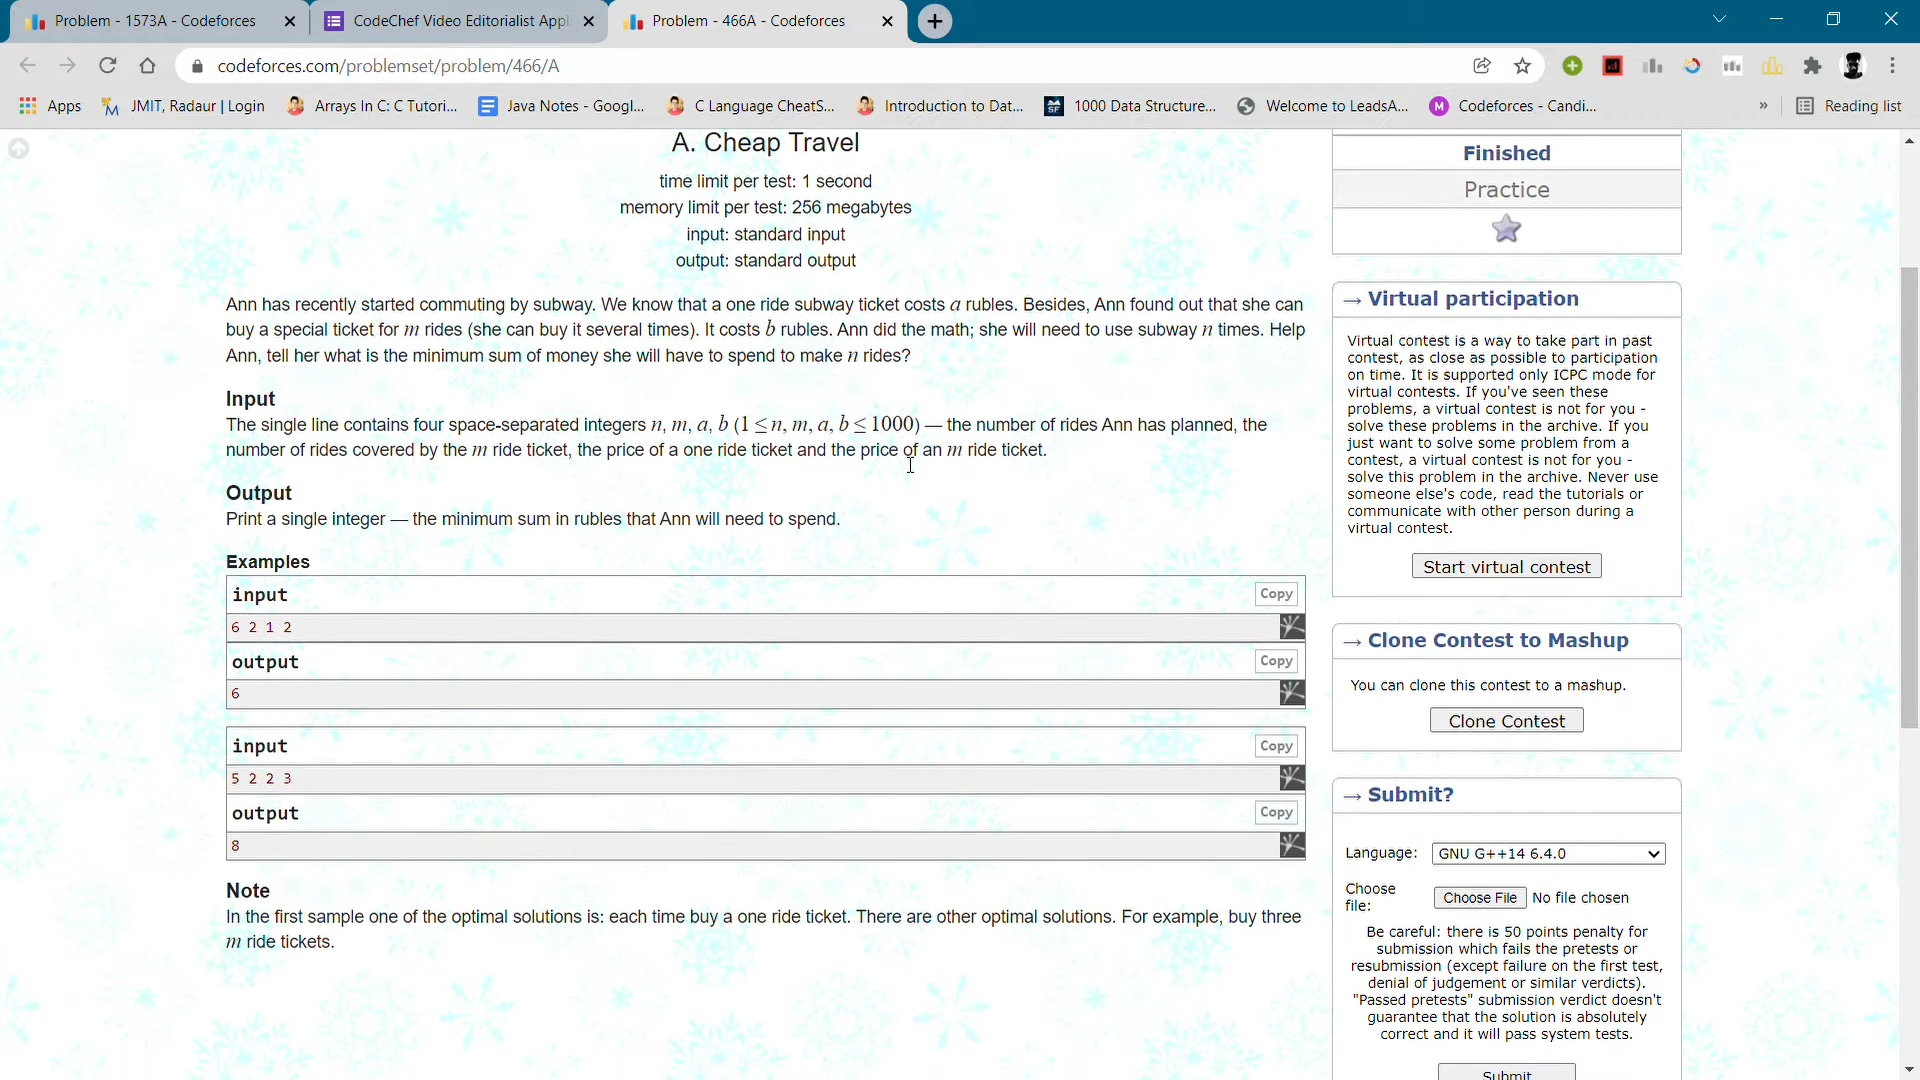 Problem - 1573A - Codeforces
CodeChef Video Editorialist Appl
Problem - 466A - Codeforces
codeforces.com/problemset/problem/466/A
Apps
JMIT, Radaur | Login
Arrays In C: C Tutori...
Java Notes - Googl...
C Language CheatS...
Introduction to Dat...
1000 Data Structure...
Welcome to LeadsA...
Codeforces - Candi...
»
Reading list
A. Cheap Travel
time limit per test: 1 second
memory limit per test: 256 megabytes
input: standard input
output: standard output
Ann has recently started commuting by subway. We know that a one ride subway ticket costs a rubles. Besides, Ann found out that she can
buy a special ticket for m rides (she can buy it several times). It costs b rubles. Ann did the math; she will need to use subway n times. Help
Ann, tell her what is the minimum sum of money she will have to spend to make n rides?
Input
The single line contains four space-separated integers n, m, a, b (1 ≤ n, m, a, b ≤ 1000) — the number of rides Ann has planned, the
number of rides covered by the m ride ticket, the price of a one ride ticket and the price of an m ride ticket.
Output
Print a single integer — the minimum sum in rubles that Ann will need to spend.
Examples
input
Copy
6 2 1 2
output
Copy
6
input
Copy
5 2 2 3
output
Copy
8
Note
In the first sample one of the optimal solutions is: each time buy a one ride ticket. There are other optimal solutions. For example, buy three
m ride tickets.
Finished
Practice
→ Virtual participation
Virtual contest is a way to take part in past
contest, as close as possible to participation
on time. It is supported only ICPC mode for
virtual contests. If you've seen these
problems, a virtual contest is not for you -
solve these problems in the archive. If you
just want to solve some problem from a
contest, a virtual contest is not for you -
solve this problem in the archive. Never use
someone else's code, read the tutorials or
communicate with other person during a
virtual contest.
Start virtual contest
→ Clone Contest to Mashup
You can clone this contest to a mashup.
Clone Contest
→ Submit?
Language: GNU G++14 6.4.0
Choose
file:
Choose File No file chosen
Be careful: there is 50 points penalty for
submission which fails the pretests or
resubmission (except failure on the first test,
denial of judgement or similar verdicts).
"Passed pretests" submission verdict doesn't
guarantee that the solution is absolutely
correct and it will pass system tests.
Submit